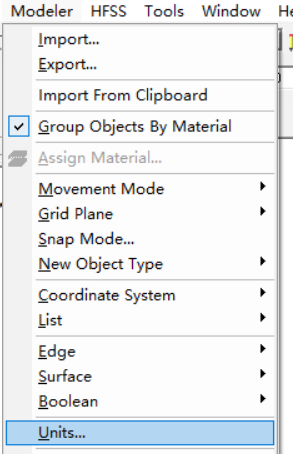 Modeler HFSS Tools Window
Import...
Export...
Import From Clipboard
Group Objects By Material
Assign Material...
Movement Mode
Grid Plane
Snap Mode...
New Object Type
Coordinate System
List
Edge
Surface
Boolean
Units...